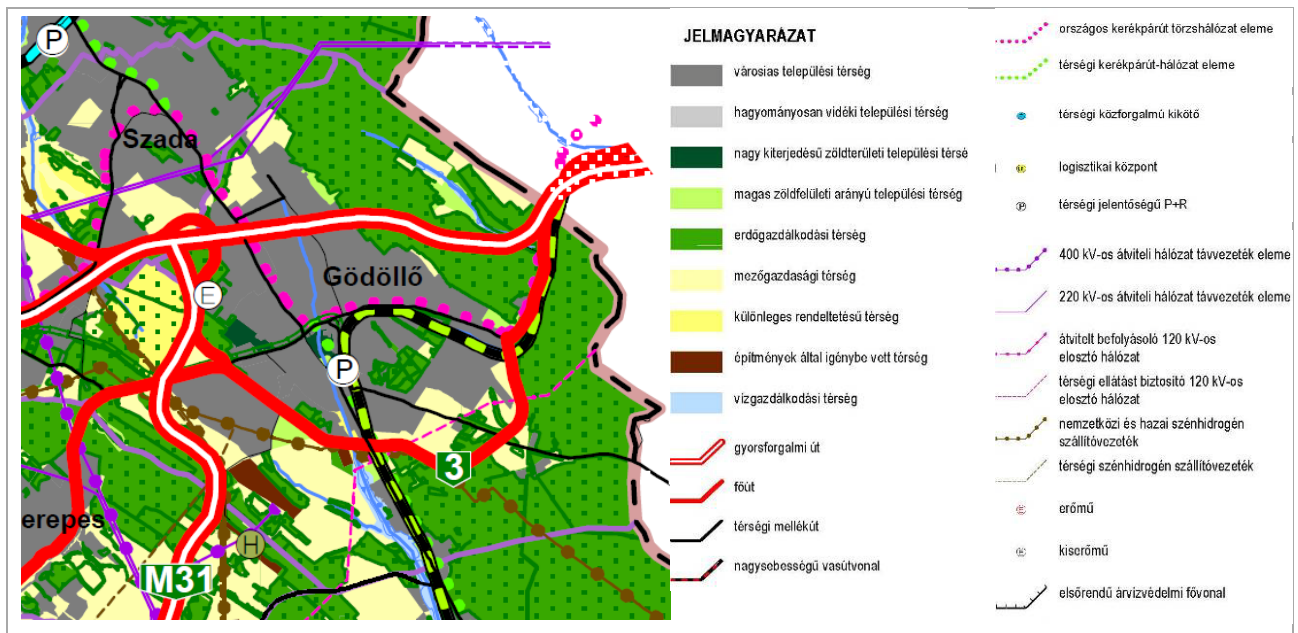 P
Szada
Gödöllő
E
P
3
erepes
H
M31
JELMAGYARÁZAT
városias települési térség
hagyományosan vidéki települési térség
nagy kiterjedésű zöldterületi települési térsé
magas zöldfelületi arányú települési térség
erdőgazdálkodási térség
mezőgazdasági térség
különleges rendeltetésű térség
építmények által igénybe vett térség
vízgazdálkodási térség
gyorsforgalmi út
főút
térségi mellékút
nagysebességű vasútvonal
országos kerékpárút törzshálózat eleme
térségi kerékpárút-hálózat eleme
térségi közforgalmú kikötő
logisztikai központ
P térségi jelentőségű P+R
400 kV-os átviteli hálózat távvezeték eleme
220 kV-os átviteli hálózat távvezeték eleme
átvitelt befolyásoló 120 kV-os
elosztó hálózat
térségi ellátást biztosító 120 kV-os
elosztó hálózat
nemzetközi és hazai szénhidrogén
szállítóvezeték
térségi szénhidrogén szállítóvezeték
E erőmű
kiserőmű
elsőrendű árvízvédelmi fővonal